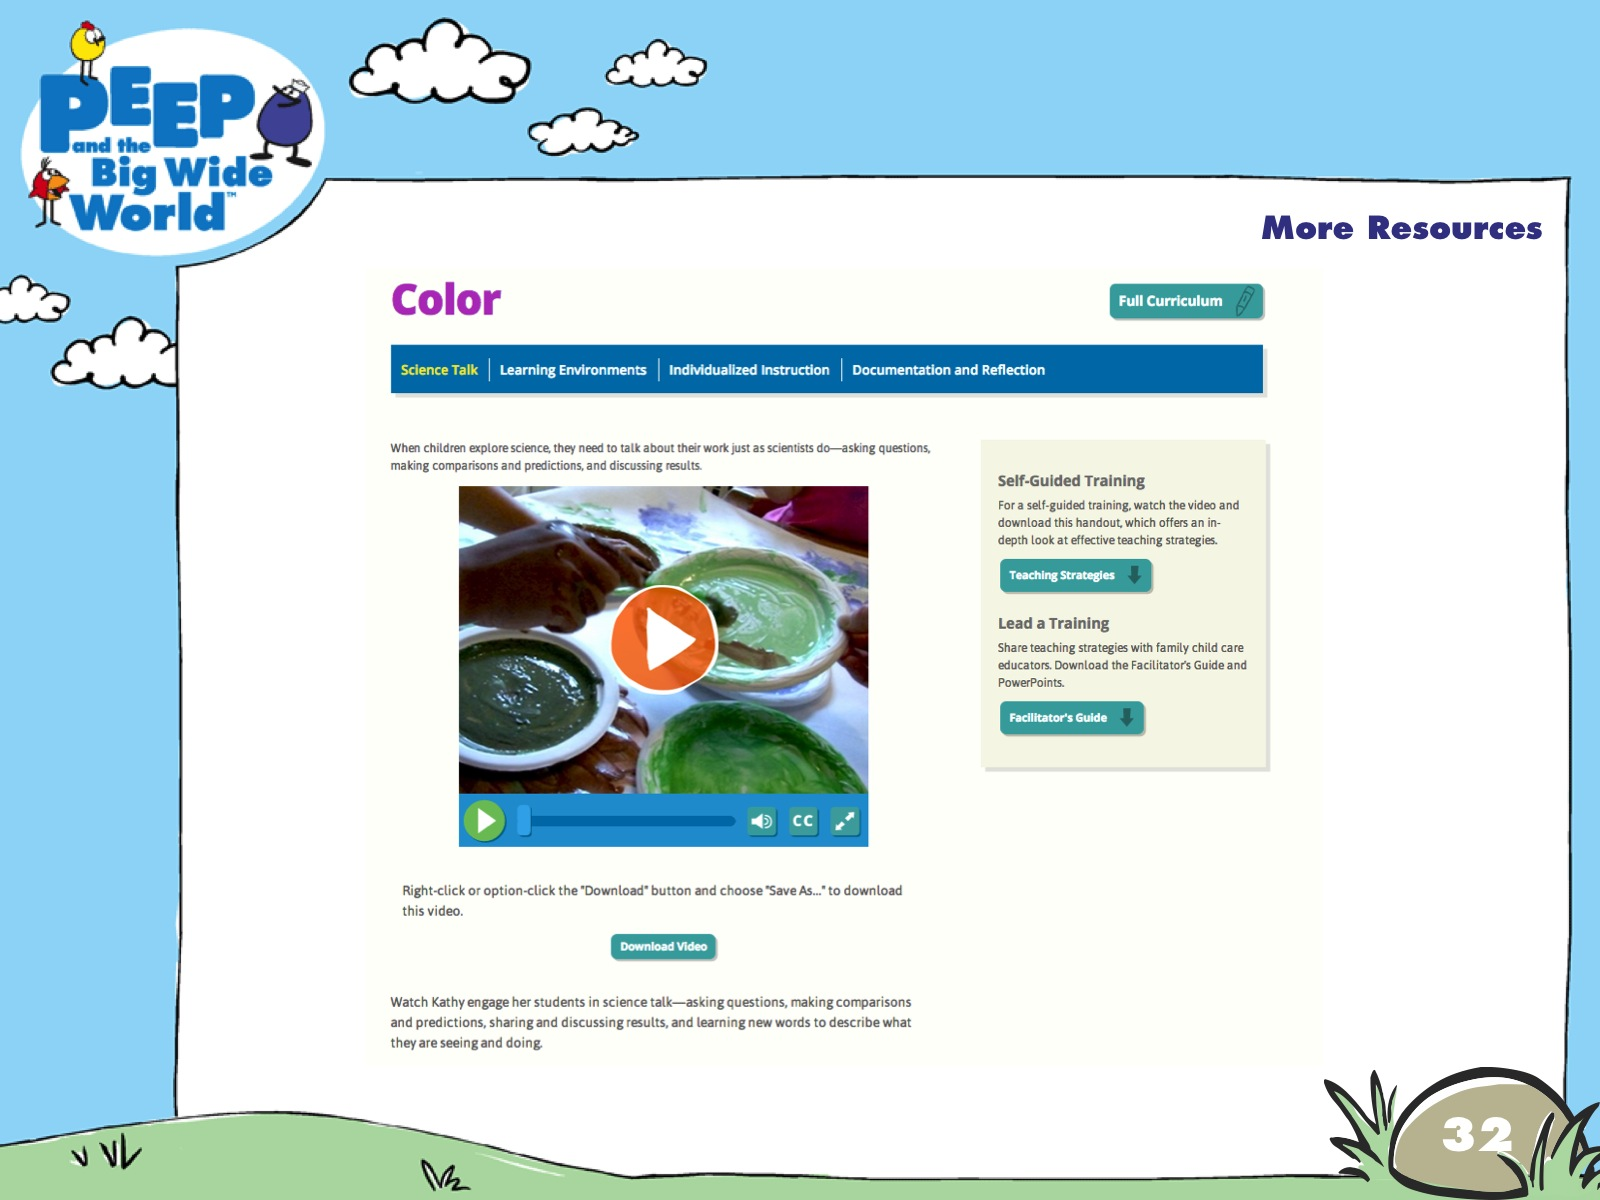 PEEP
and the
Big Wide
World™
More Resources
Color
Full Curriculum
Science Talk
Learning Environments
Individualized Instruction
Documentation and Reflection
When children explore science, they need to talk about their work just as scientists do—asking questions,
making comparisons and predictions, and discussing results.
CC
Right-click or option-click the "Download" button and choose "Save As..." to download
this video.
Download Video
Watch Kathy engage her students in science talk—asking questions, making comparisons
and predictions, sharing and discussing results, and learning new words to describe what
they are seeing and doing.
Self-Guided Training
For a self-guided training, watch the video and
download this handout, which offers an in-
depth look at effective teaching strategies.
Teaching Strategies
Lead a Training
Share teaching strategies with family child care
educators. Download the Facilitator's Guide and
PowerPoints.
Facilitator's Guide
32